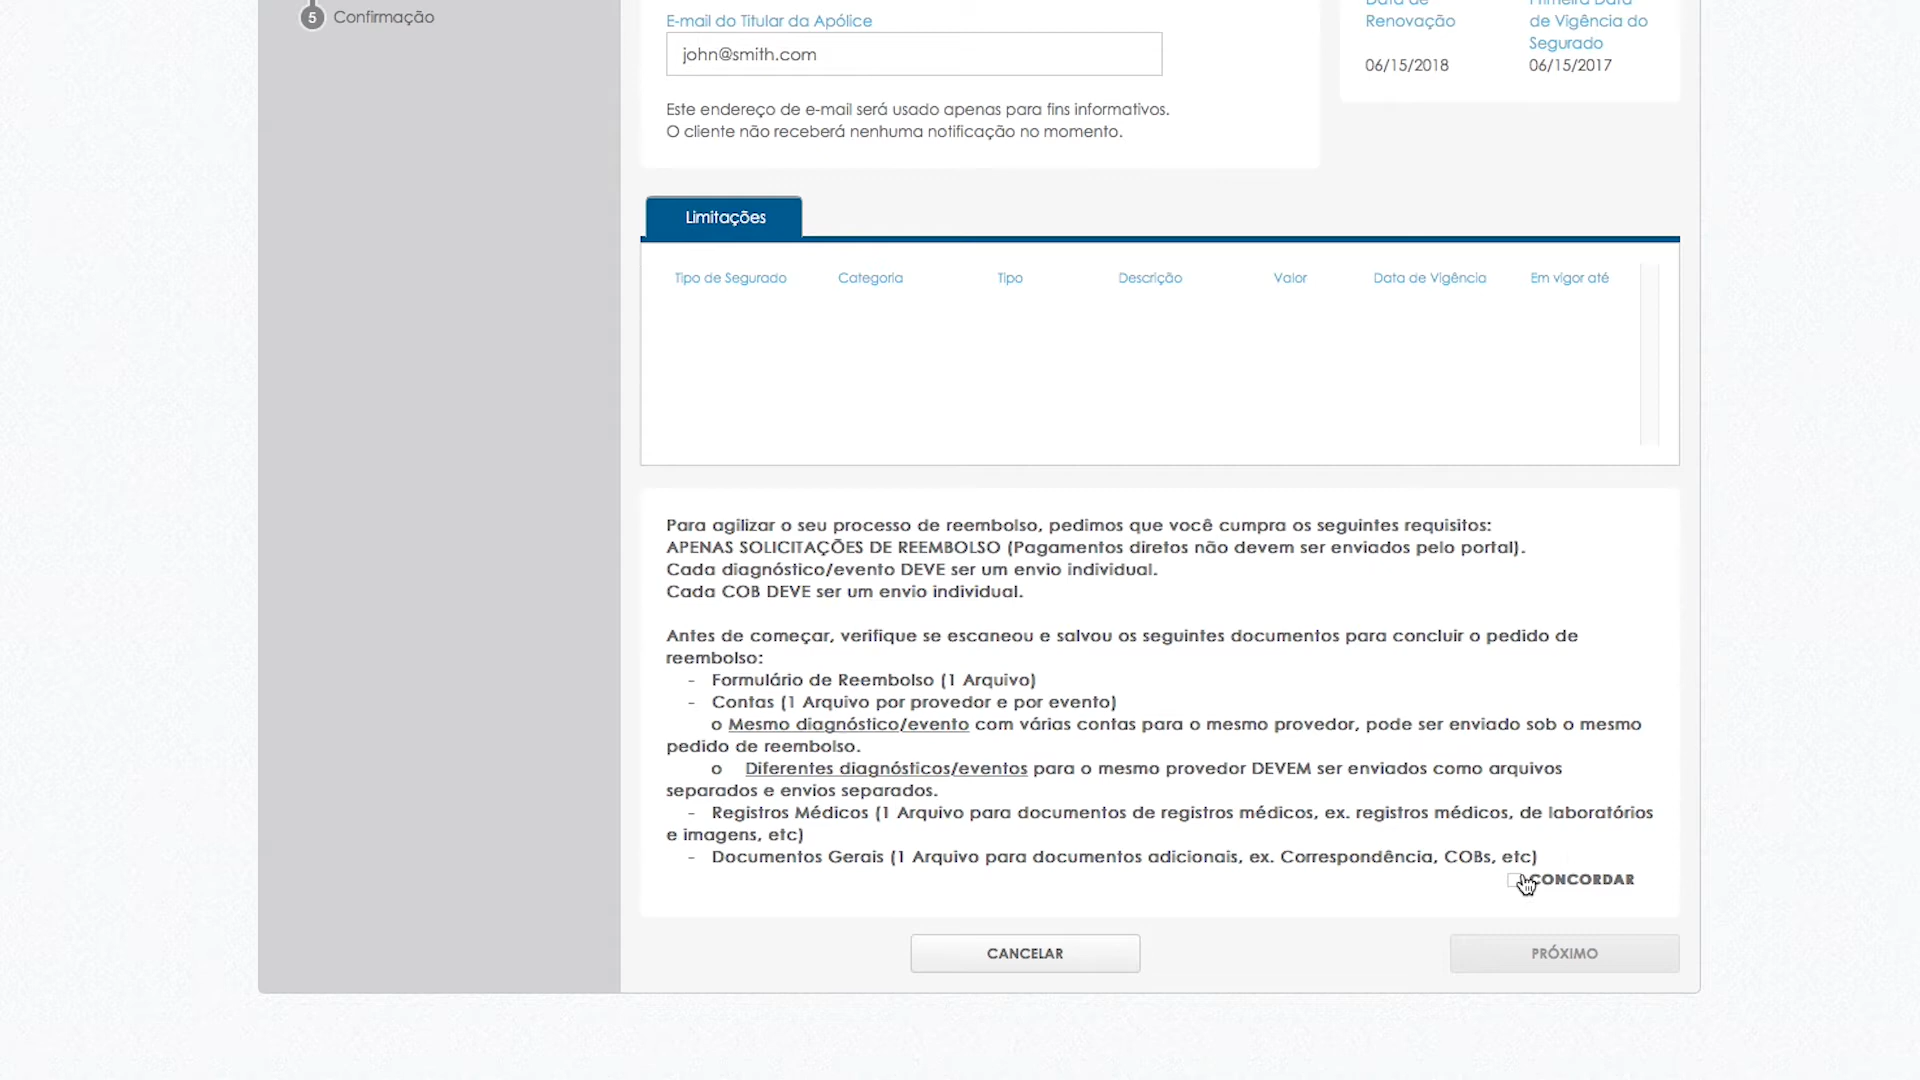 5 Confirmação
E-mail do Titular da Apólice
john@smith.com
Este endereço de e-mail será usado apenas para fins informativos.
O cliente não receberá nenhuma notificação no momento.
Data de
Renovação
06/15/2018
Primeira Data
de Vigência do
Segurado
06/15/2017
Limitações
Tipo de Segurado Categoria Tipo Descrição Valor Data de Vigência Em vigor até
Para agilizar o seu processo de reembolso, pedimos que você cumpra os seguintes requisitos:
APENAS SOLICITAÇÕES DE REEMBOLSO (Pagamentos diretos não devem ser enviados pelo portal).
Cada diagnóstico/evento DEVE ser um envio individual.
Cada COB DEVE ser um envio individual.
Antes de começar, verifique se escaneou e salvou os seguintes documentos para concluir o pedido de
reembolso:
- Formulário de Reembolso (1 Arquivo)
- Contas (1 Arquivo por provedor e por evento)
o Mesmo diagnóstico/evento com várias contas para o mesmo provedor, pode ser enviado sob o mesmo
pedido de reembolso.
o Diferentes diagnósticos/eventos para o mesmo provedor DEVEM ser enviados como arquivos
separados e envios separados.
- Registros Médicos (1 Arquivo para documentos de registros médicos, ex. registros médicos, de laboratórios
e imagens, etc)
- Documentos Gerais (1 Arquivo para documentos adicionais, ex. Correspondência, COBs, etc)
CONCORDAR
CANCELAR
PRÓXIMO